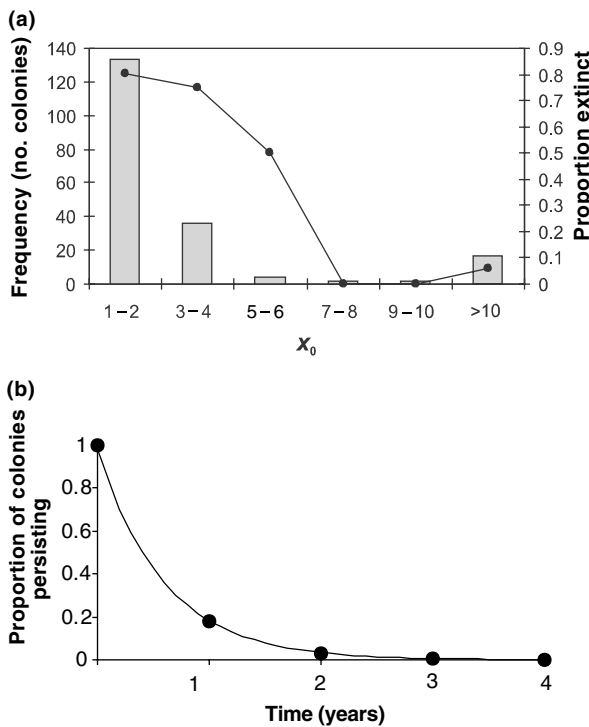 (a)
Frequency (no. colonies)
140
120
100
80
60
40
20
0
0.9
0.8
0.7
0.6
0.5
0.4
0.3
0.2
0.1
0
Proportion extinct
1–2 3–4 5–6 7–8 9–10 >10
X₀
(b)
Proportion of colonies
persisting
1
0.8
0.6
0.4
0.2
0
1 2 3 4
Time (years)